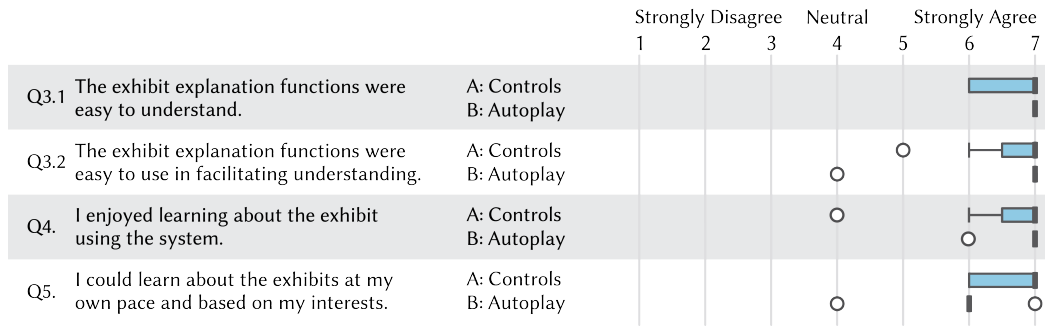 Strongly Disagree Neutral Strongly Agree
1 2 3 4 5 6 7
Q3.1 The exhibit explanation functions were easy to understand.
A: Controls
B: Autoplay
Q3.2 The exhibit explanation functions were easy to use in facilitating understanding.
A: Controls
B: Autoplay
Q4. I enjoyed learning about the exhibit using the system.
A: Controls
B: Autoplay
Q5. I could learn about the exhibits at my own pace and based on my interests.
A: Controls
B: Autoplay